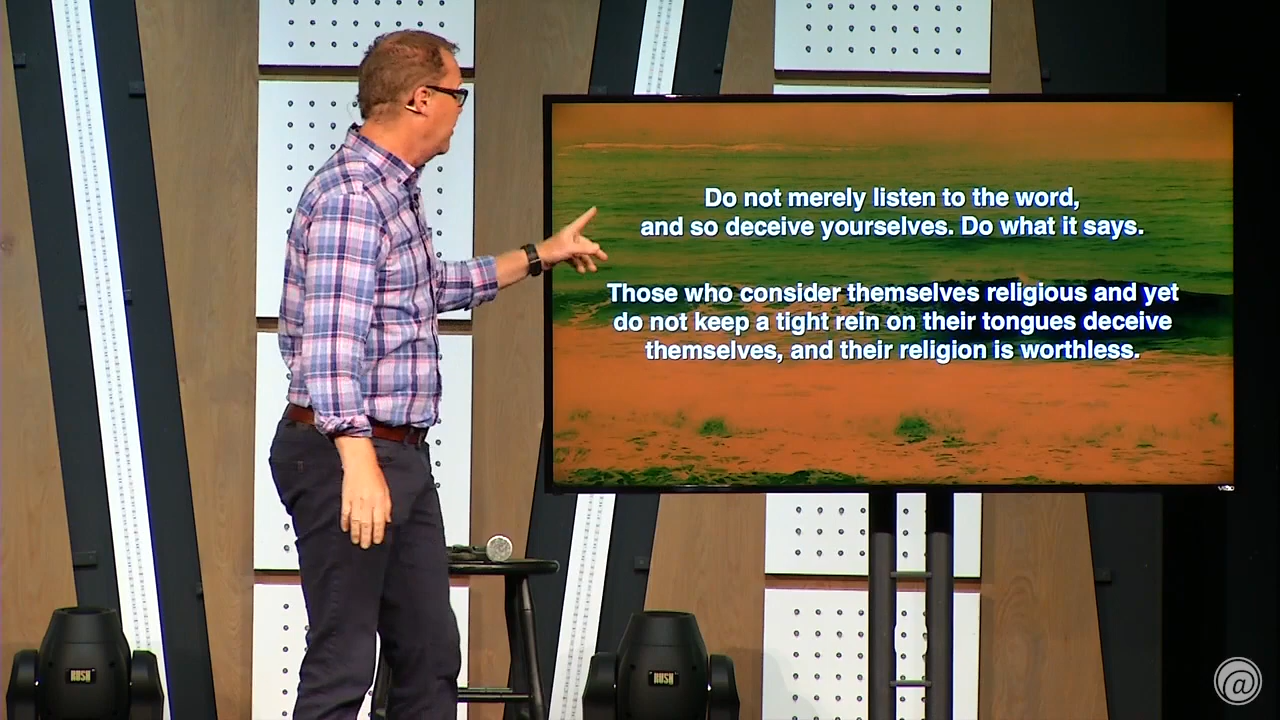 Do not merely listen to the word,
and so deceive yourselves. Do what it says.
Those who consider themselves religious and yet
do not keep a tight rein on their tongues deceive
themselves, and their religion is worthless.
VIZIO
RUSH
RUSH
@